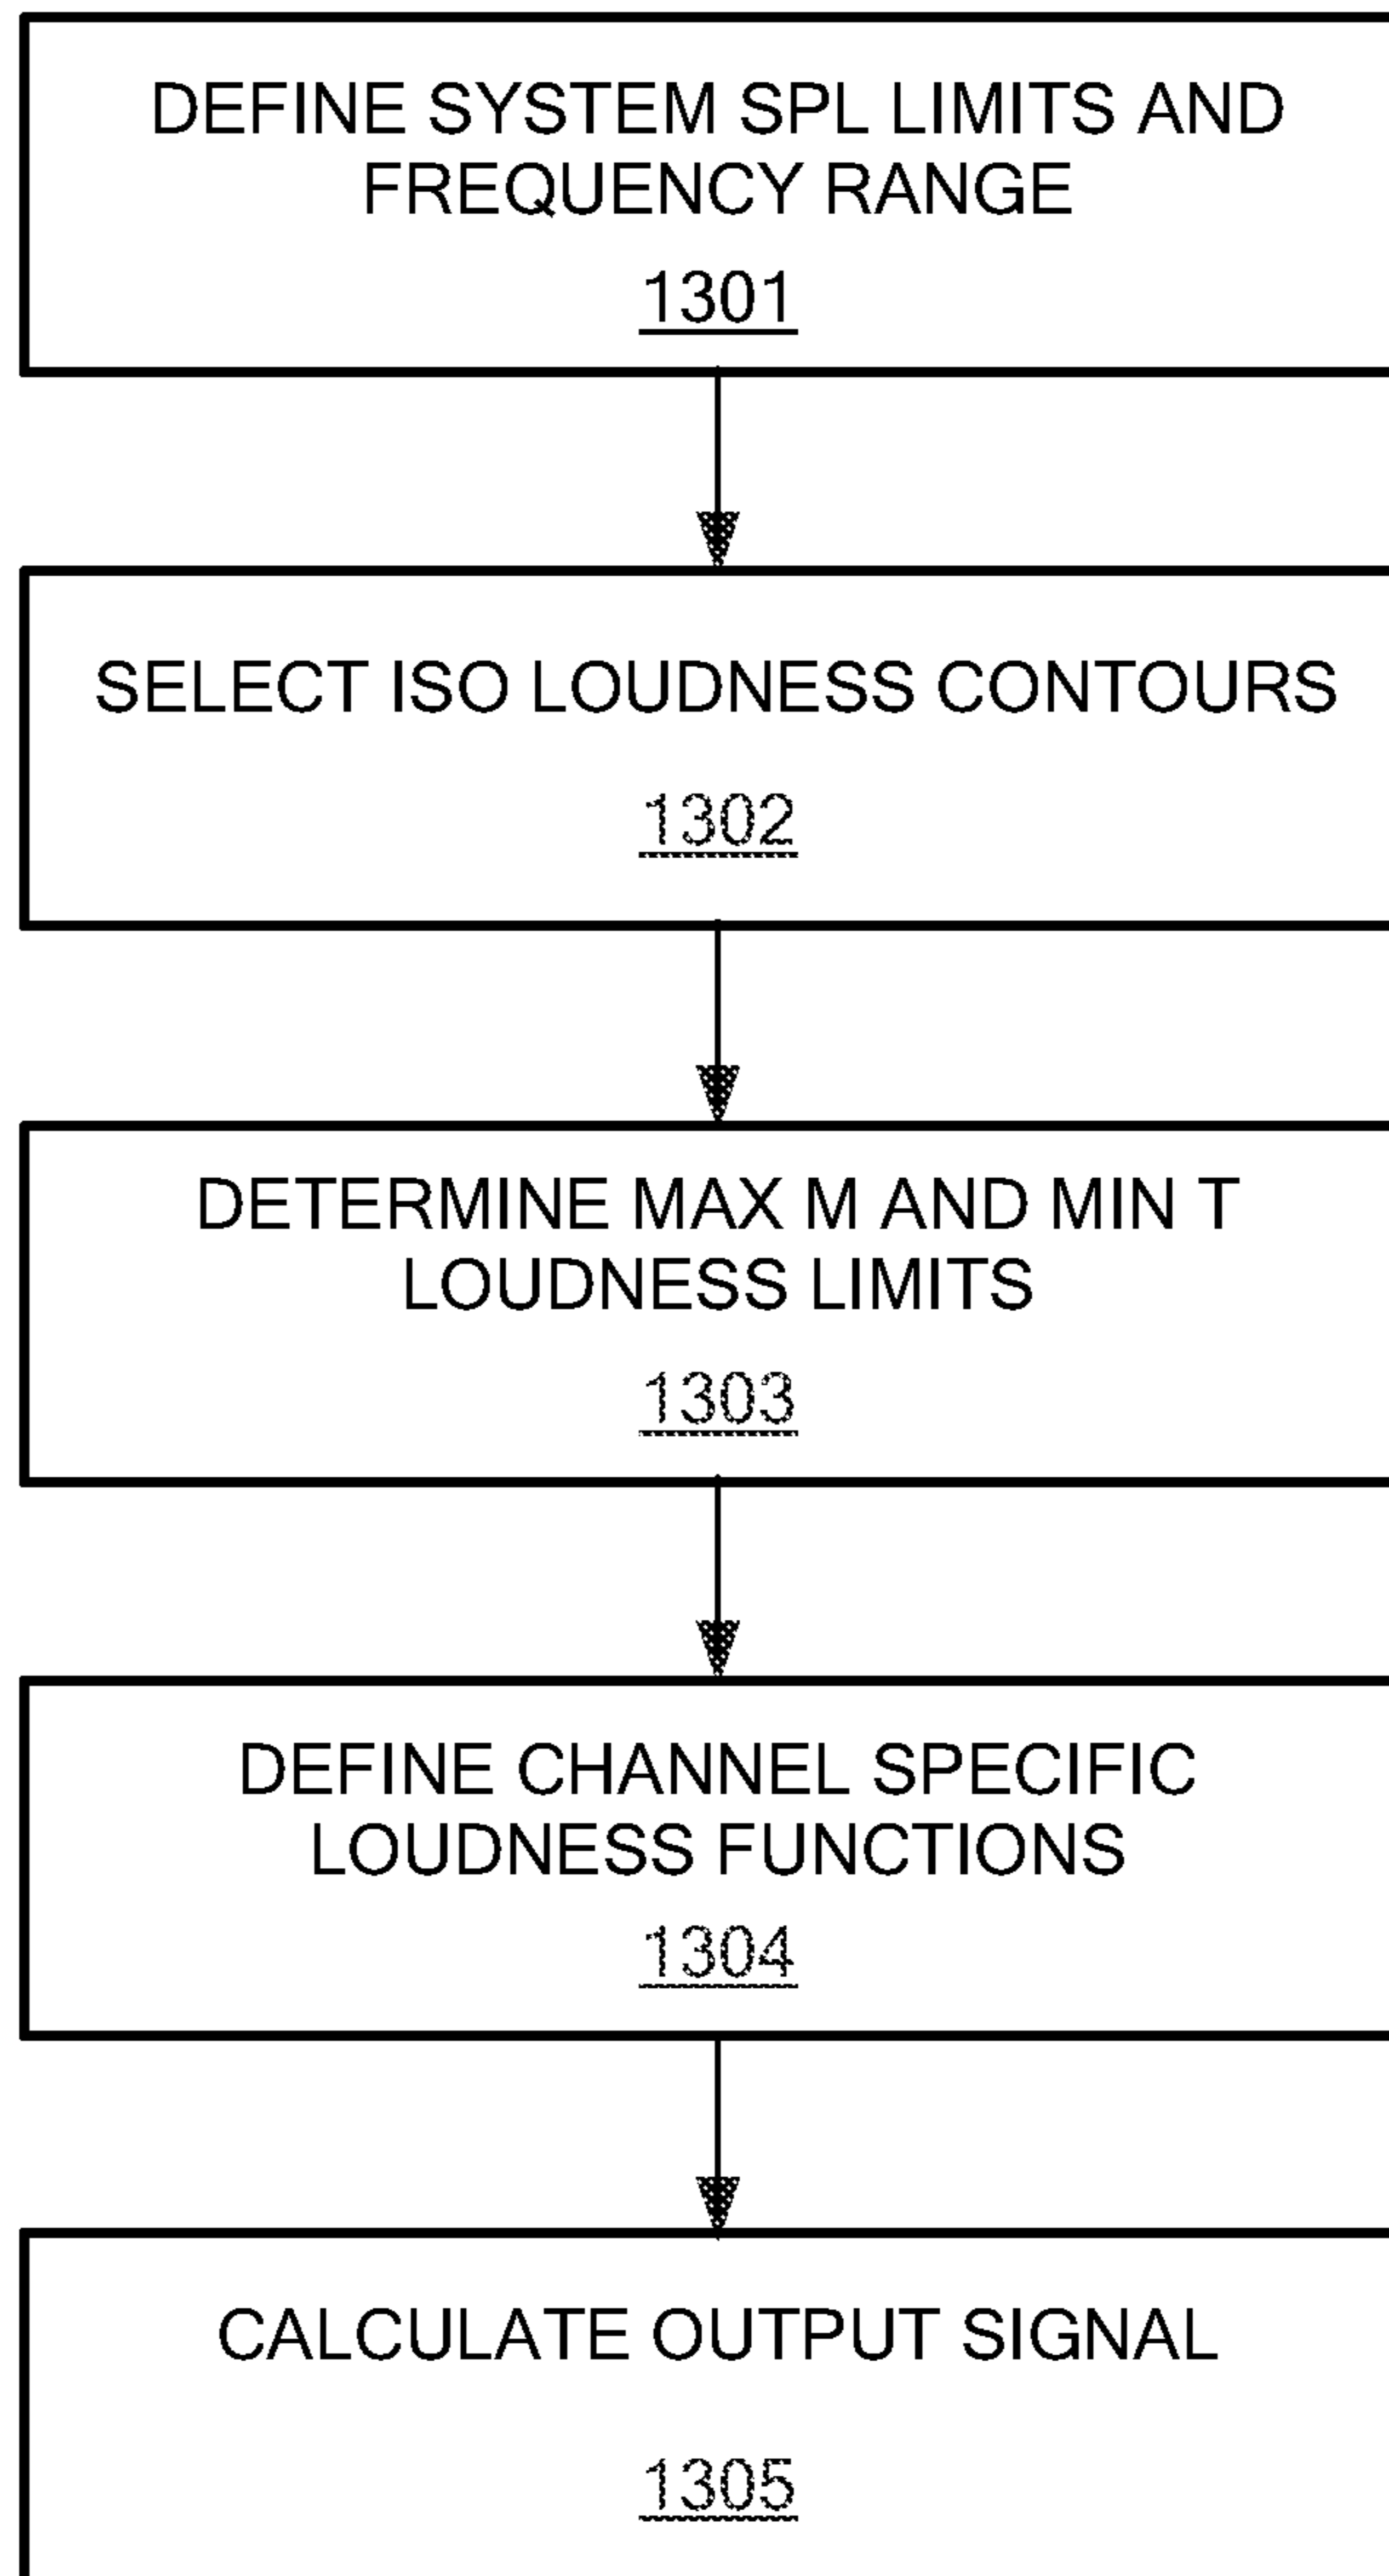 DEFINE SYSTEM SPL LIMITS AND
FREQUENCY RANGE
1301
SELECT ISO LOUDNESS CONTOURS
1302
DETERMINE MAX M AND MIN T
LOUDNESS LIMITS
1303
DEFINE CHANNEL SPECIFIC
LOUDNESS FUNCTIONS
1304
CALCULATE OUTPUT SIGNAL
1305